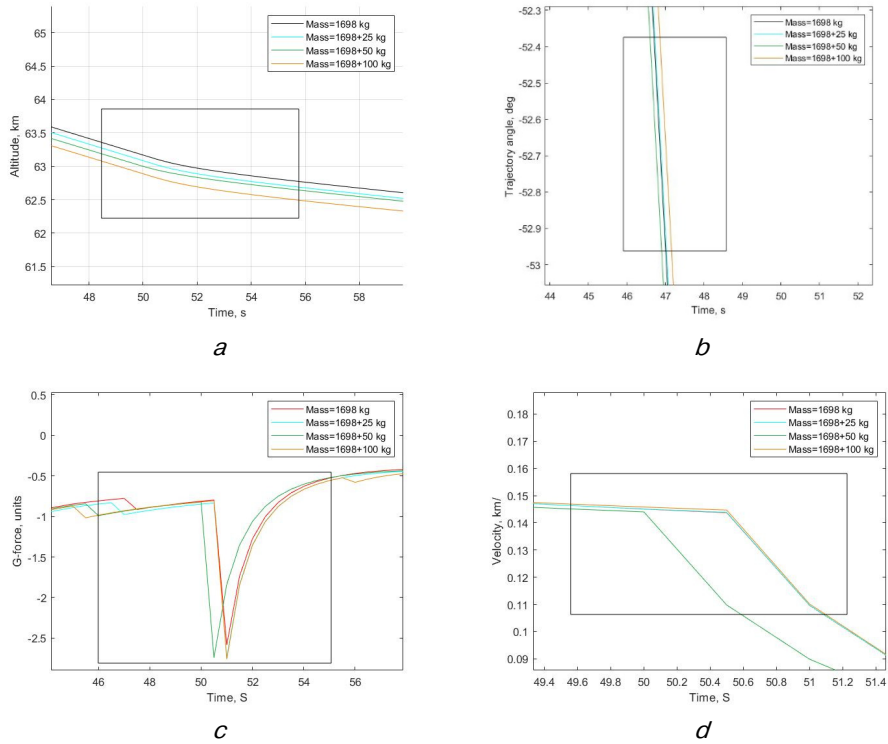 65
64.5
64
63.5
63
62.5
62
61.5
Altitude, km
48 50 52 54 56 58
Time, s
Mass=1698 kg
Mass=1698+25 kg
Mass=1698+50 kg
Mass=1698+100 kg
a
-52.3
-52.4
-52.5
-52.6
-52.7
-52.8
-52.9
-53
Trajectory angle, deg
44 45 46 47 48 49 50 51 52
Time, s
Mass=1698 kg
Mass=1698+25 kg
Mass=1698+50 kg
Mass=1698+100 kg
b
0.5
0
-0.5
-1
-1.5
-2
-2.5
G-force, units
46 48 50 52 54 56
Time, S
Mass=1698 kg
Mass=1698+25 kg
Mass=1698+50 kg
Mass=1698+100 kg
c
0.18
0.17
0.16
0.15
0.14
0.13
0.12
0.11
0.1
0.09
Velocity, km/
49.4 49.6 49.8 50 50.2 50.4 50.6 50.8 51 51.2 51.4
Time, S
Mass=1698 kg
Mass=1698+25 kg
Mass=1698+50 kg
Mass=1698+100 kg
d